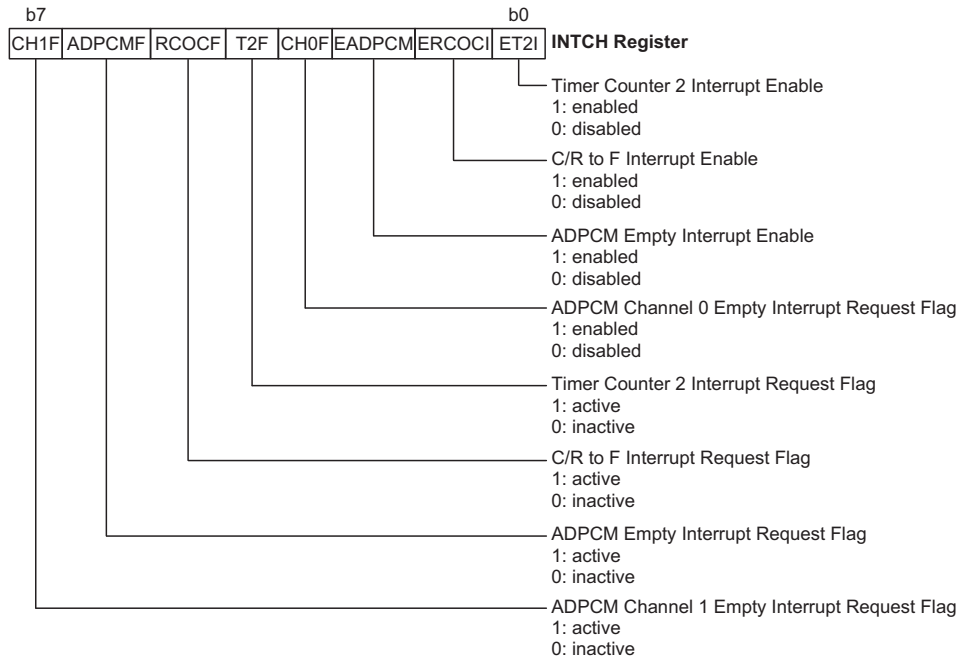 b7 b0
CH1F ADPCMF RCOCF T2F CH0F EADPCM ERCOCI ET2I INTCH Register
Timer Counter 2 Interrupt Enable
1: enabled
0: disabled
C/R to F Interrupt Enable
1: enabled
0: disabled
ADPCM Empty Interrupt Enable
1: enabled
0: disabled
ADPCM Channel 0 Empty Interrupt Request Flag
1: enabled
0: disabled
Timer Counter 2 Interrupt Request Flag
1: active
0: inactive
C/R to F Interrupt Request Flag
1: active
0: inactive
ADPCM Empty Interrupt Request Flag
1: active
0: inactive
ADPCM Channel 1 Empty Interrupt Request Flag
1: active
0: inactive